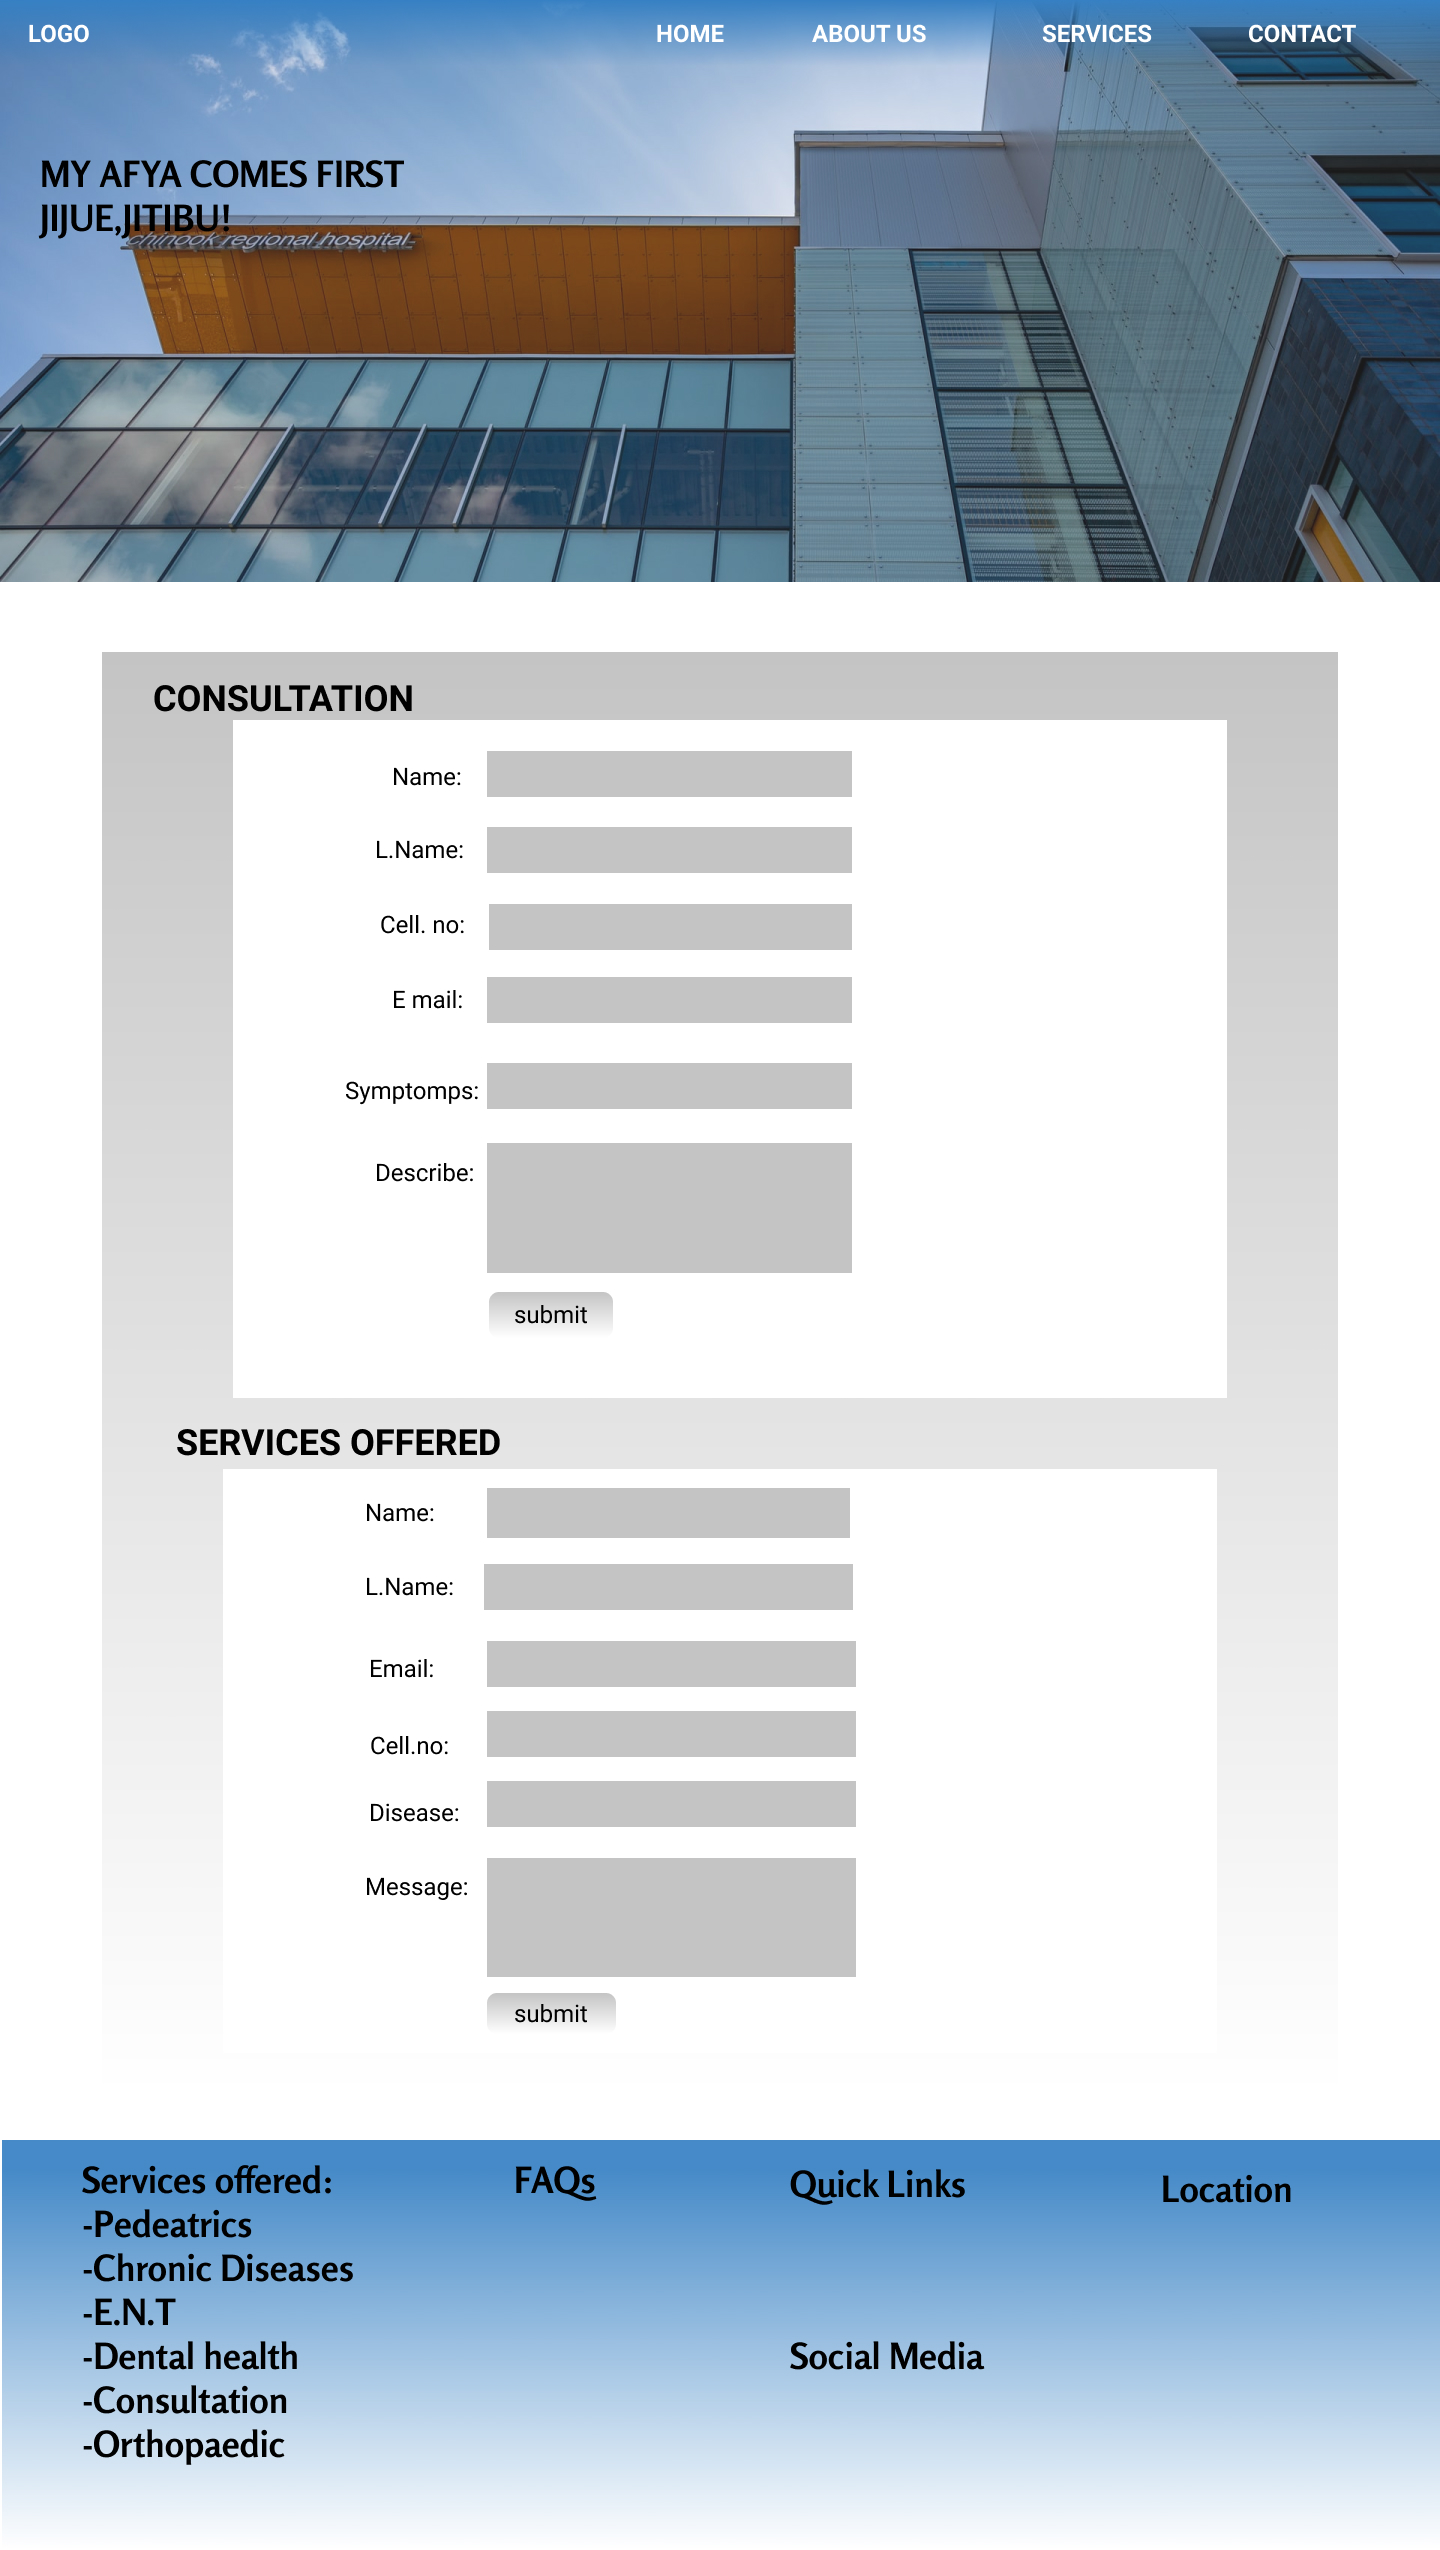 LOGO HOME ABOUT US SERVICES CONTACT
MY AFYA COMES FIRST
JIJUE,JITIBU!
chinook regional hospital
CONSULTATION
Name:
L.Name:
Cell. no:
E mail:
Symptomps:
Describe:
submit
SERVICES OFFERED
Name:
L.Name:
Email:
Cell.no:
Disease:
Message:
submit
Services offered:
-Pedeatrics
-Chronic Diseases
-E.N.T
-Dental health
-Consultation
-Orthopaedic
FAQs
Quick Links
Social Media
Location